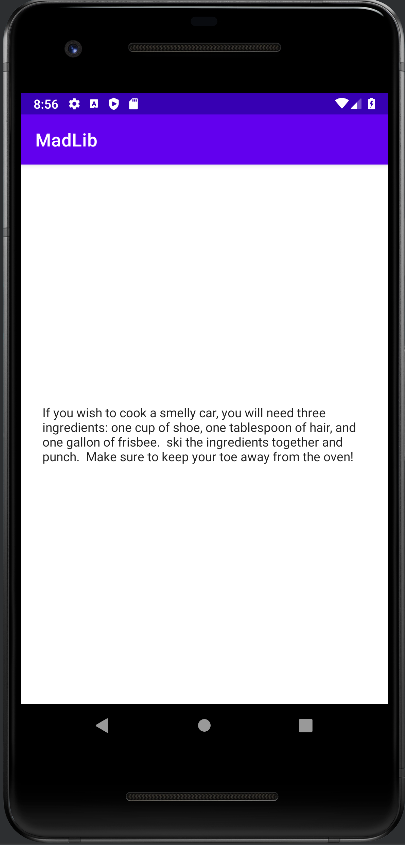 8:56
MadLib
If you wish to cook a smelly car, you will need three
ingredients: one cup of shoe, one tablespoon of hair, and
one gallon of frisbee.  ski the ingredients together and
punch.  Make sure to keep your toe away from the oven!